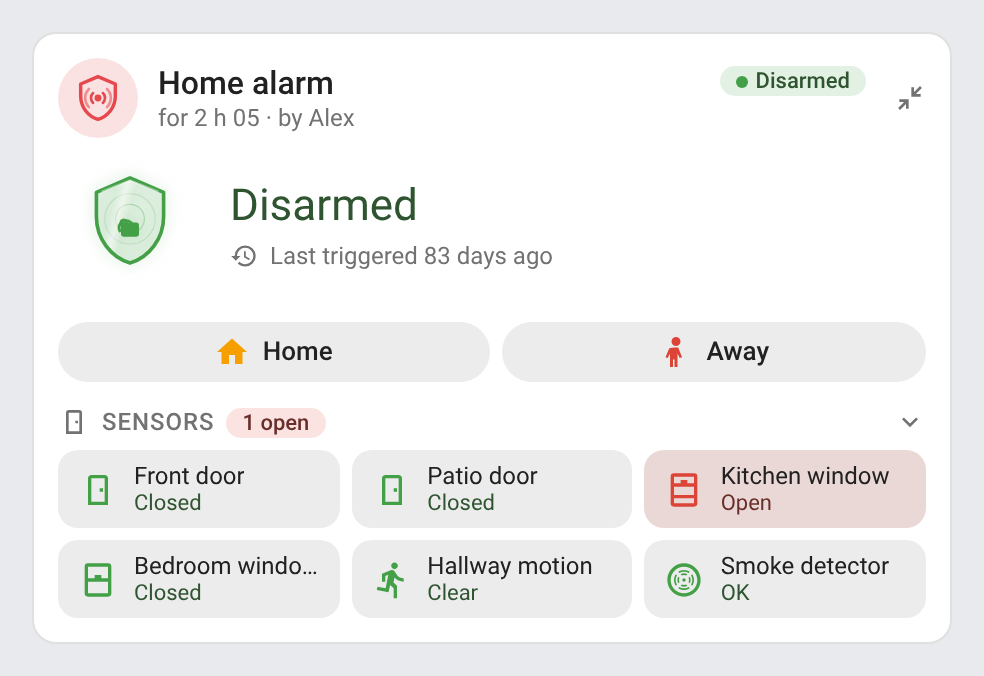 Home alarm
Disarmed
for 2 h 05 · by Alex
Disarmed
Last triggered 83 days ago
Home
Away
SENSORS
1 open
Front door
Closed
Patio door
Closed
Kitchen window
Open
Bedroom windo…
Closed
Hallway motion
Clear
Smoke detector
OK